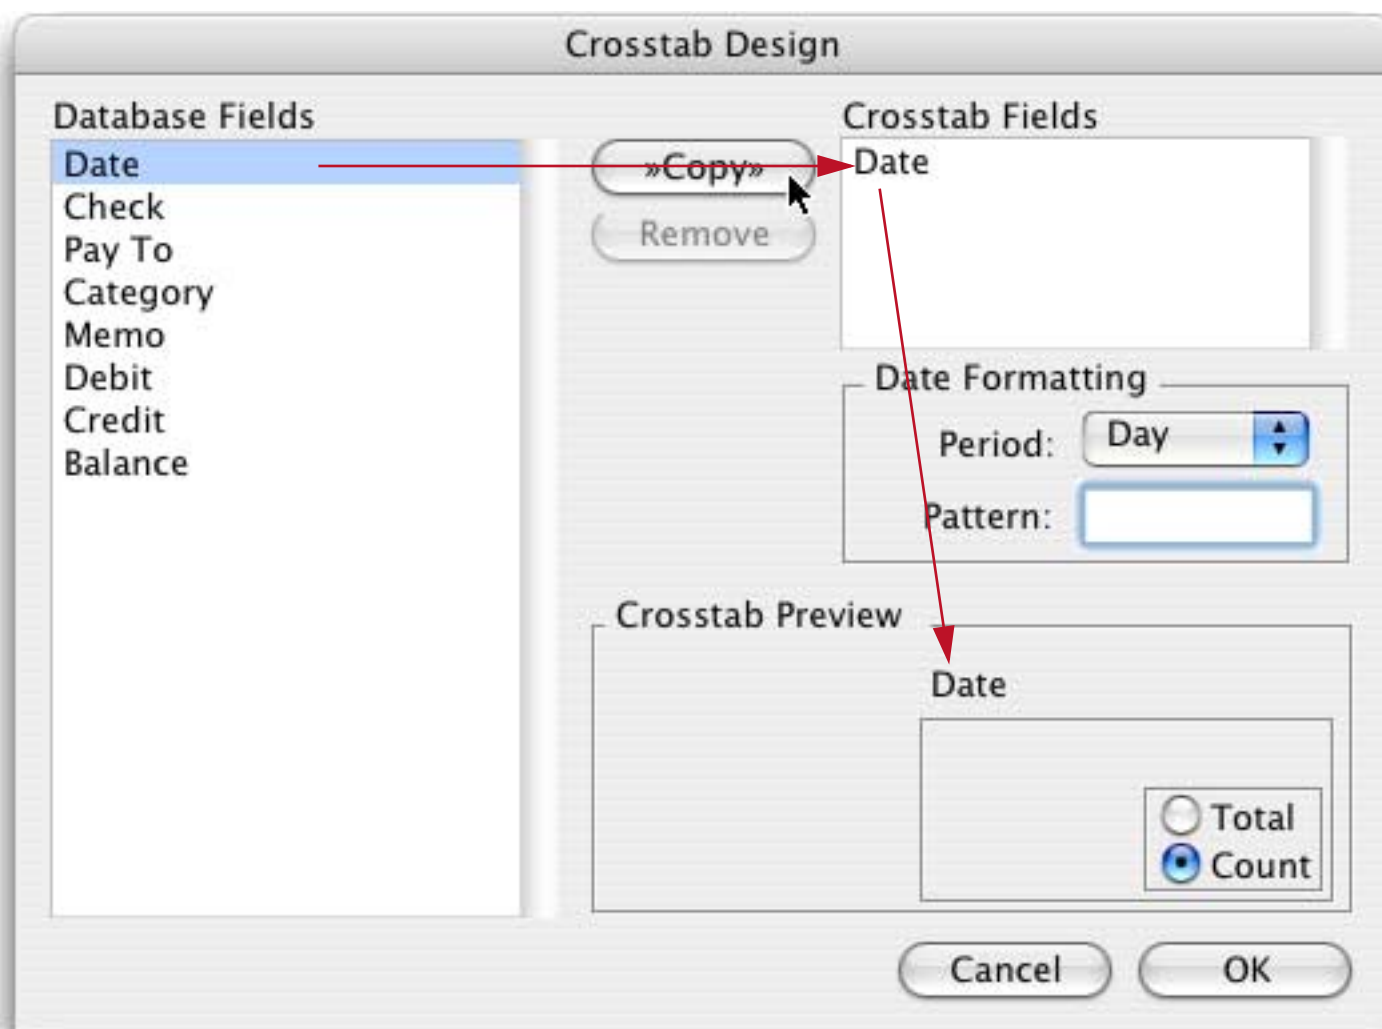 Crosstab Design
Database Fields
Date
Check
Pay To
Category
Memo
Debit
Credit
Balance
»Copy»
Remove
Crosstab Fields
Date
Date Formatting
Period: Day
Pattern:
Crosstab Preview
Date
Total
Count
Cancel
OK